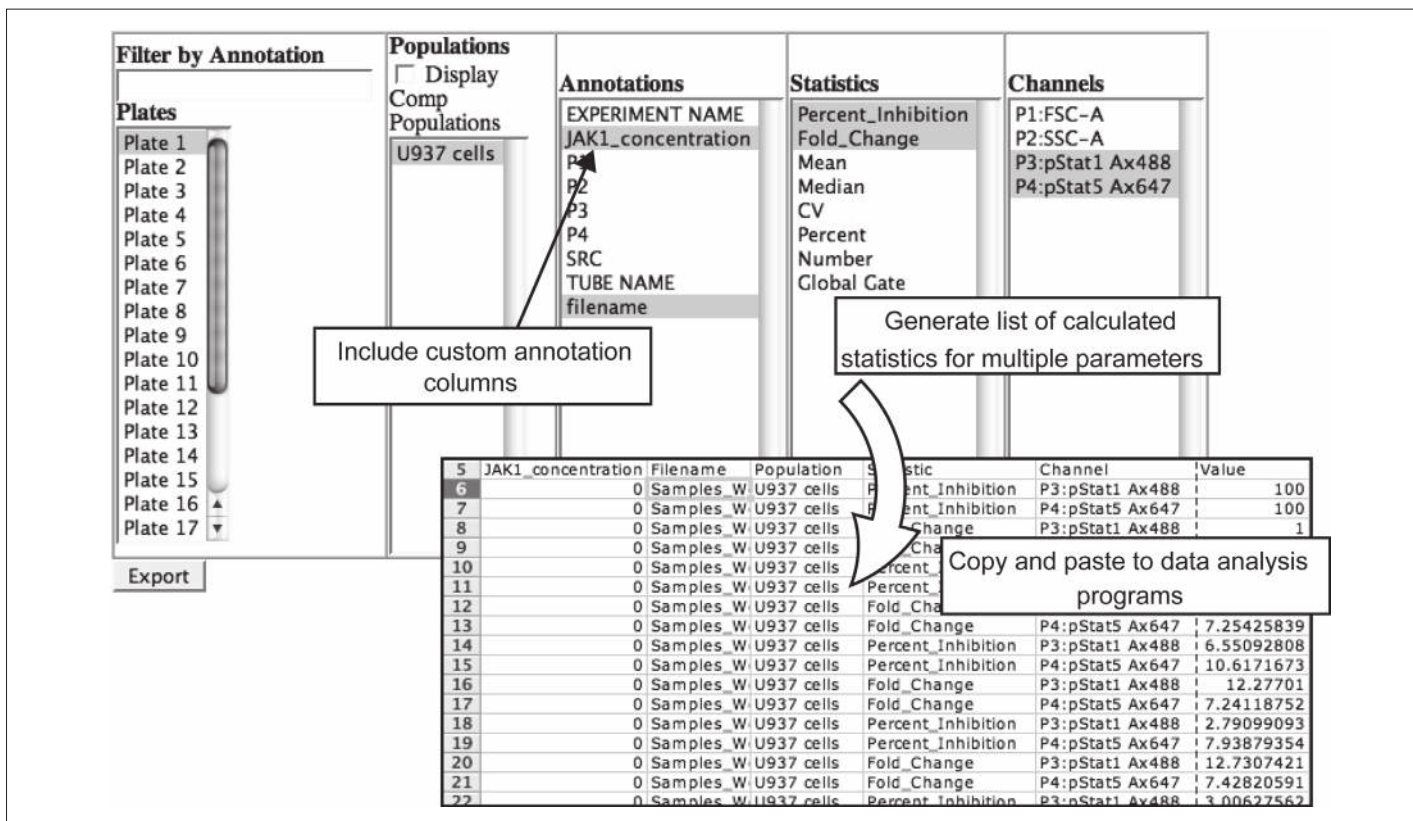 Filter by Annotation
Plates
Plate 1
Plate 2
Plate 3
Plate 4
Plate 5
Plate 6
Plate 7
Plate 8
Plate 9
Plate 10
Plate 11
Plate 12
Plate 13
Plate 14
Plate 15
Plate 16
Plate 17
Export
Populations
Display
Comp
Populations
U937 cells
Annotations
EXPERIMENT NAME
JAK1_concentration
P2
P3
P4
SRC
TUBE NAME
filename
Statistics
Percent_Inhibition
Fold_Change
Mean
Median
CV
Percent
Number
Global Gate
Channels
P1:FSC-A
P2:SSC-A
P3:pStat1 Ax488
P4:pStat5 Ax647
Include custom annotation
columns
Generate list of calculated
statistics for multiple parameters
Copy and paste to data analysis
programs
5 JAK1_concentration Filename Population Channel Value
6 0 Samples_W U937 cells P3:pStat1 Ax488 100
7 0 Samples_W U937 cells P4:pStat5 Ax647 100
8 0 Samples_W U937 cells P3:pStat1 Ax488 1
9 0 Samples_W U937 cells
10 0 Samples_W U937 cells
11 0 Samples_W U937 cells Percent
12 0 Samples_W U937 cells Fold_Cha
13 0 Samples_W U937 cells Fold_Change P4:pStat5 Ax647 7.25425839
14 0 Samples_W U937 cells Percent_Inhibition P3:pStat1 Ax488 6.55092808
15 0 Samples_W U937 cells Percent_Inhibition P4:pStat5 Ax647 10.6171673
16 0 Samples_W U937 cells Fold_Change P3:pStat1 Ax488 12.27701
17 0 Samples_W U937 cells Fold_Change P4:pStat5 Ax647 7.24118752
18 0 Samples_W U937 cells Percent_Inhibition P3:pStat1 Ax488 2.79099093
19 0 Samples_W U937 cells Percent_Inhibition P4:pStat5 Ax647 7.93879354
20 0 Samples_W U937 cells Fold_Change P3:pStat1 Ax488 12.7307421
21 0 Samples_W U937 cells Fold_Change P4:pStat5 Ax647 7.42820591
22 0 Samples_W U937 cells Percent_Inhibition P3:pStat1 Ax488 3.00627562